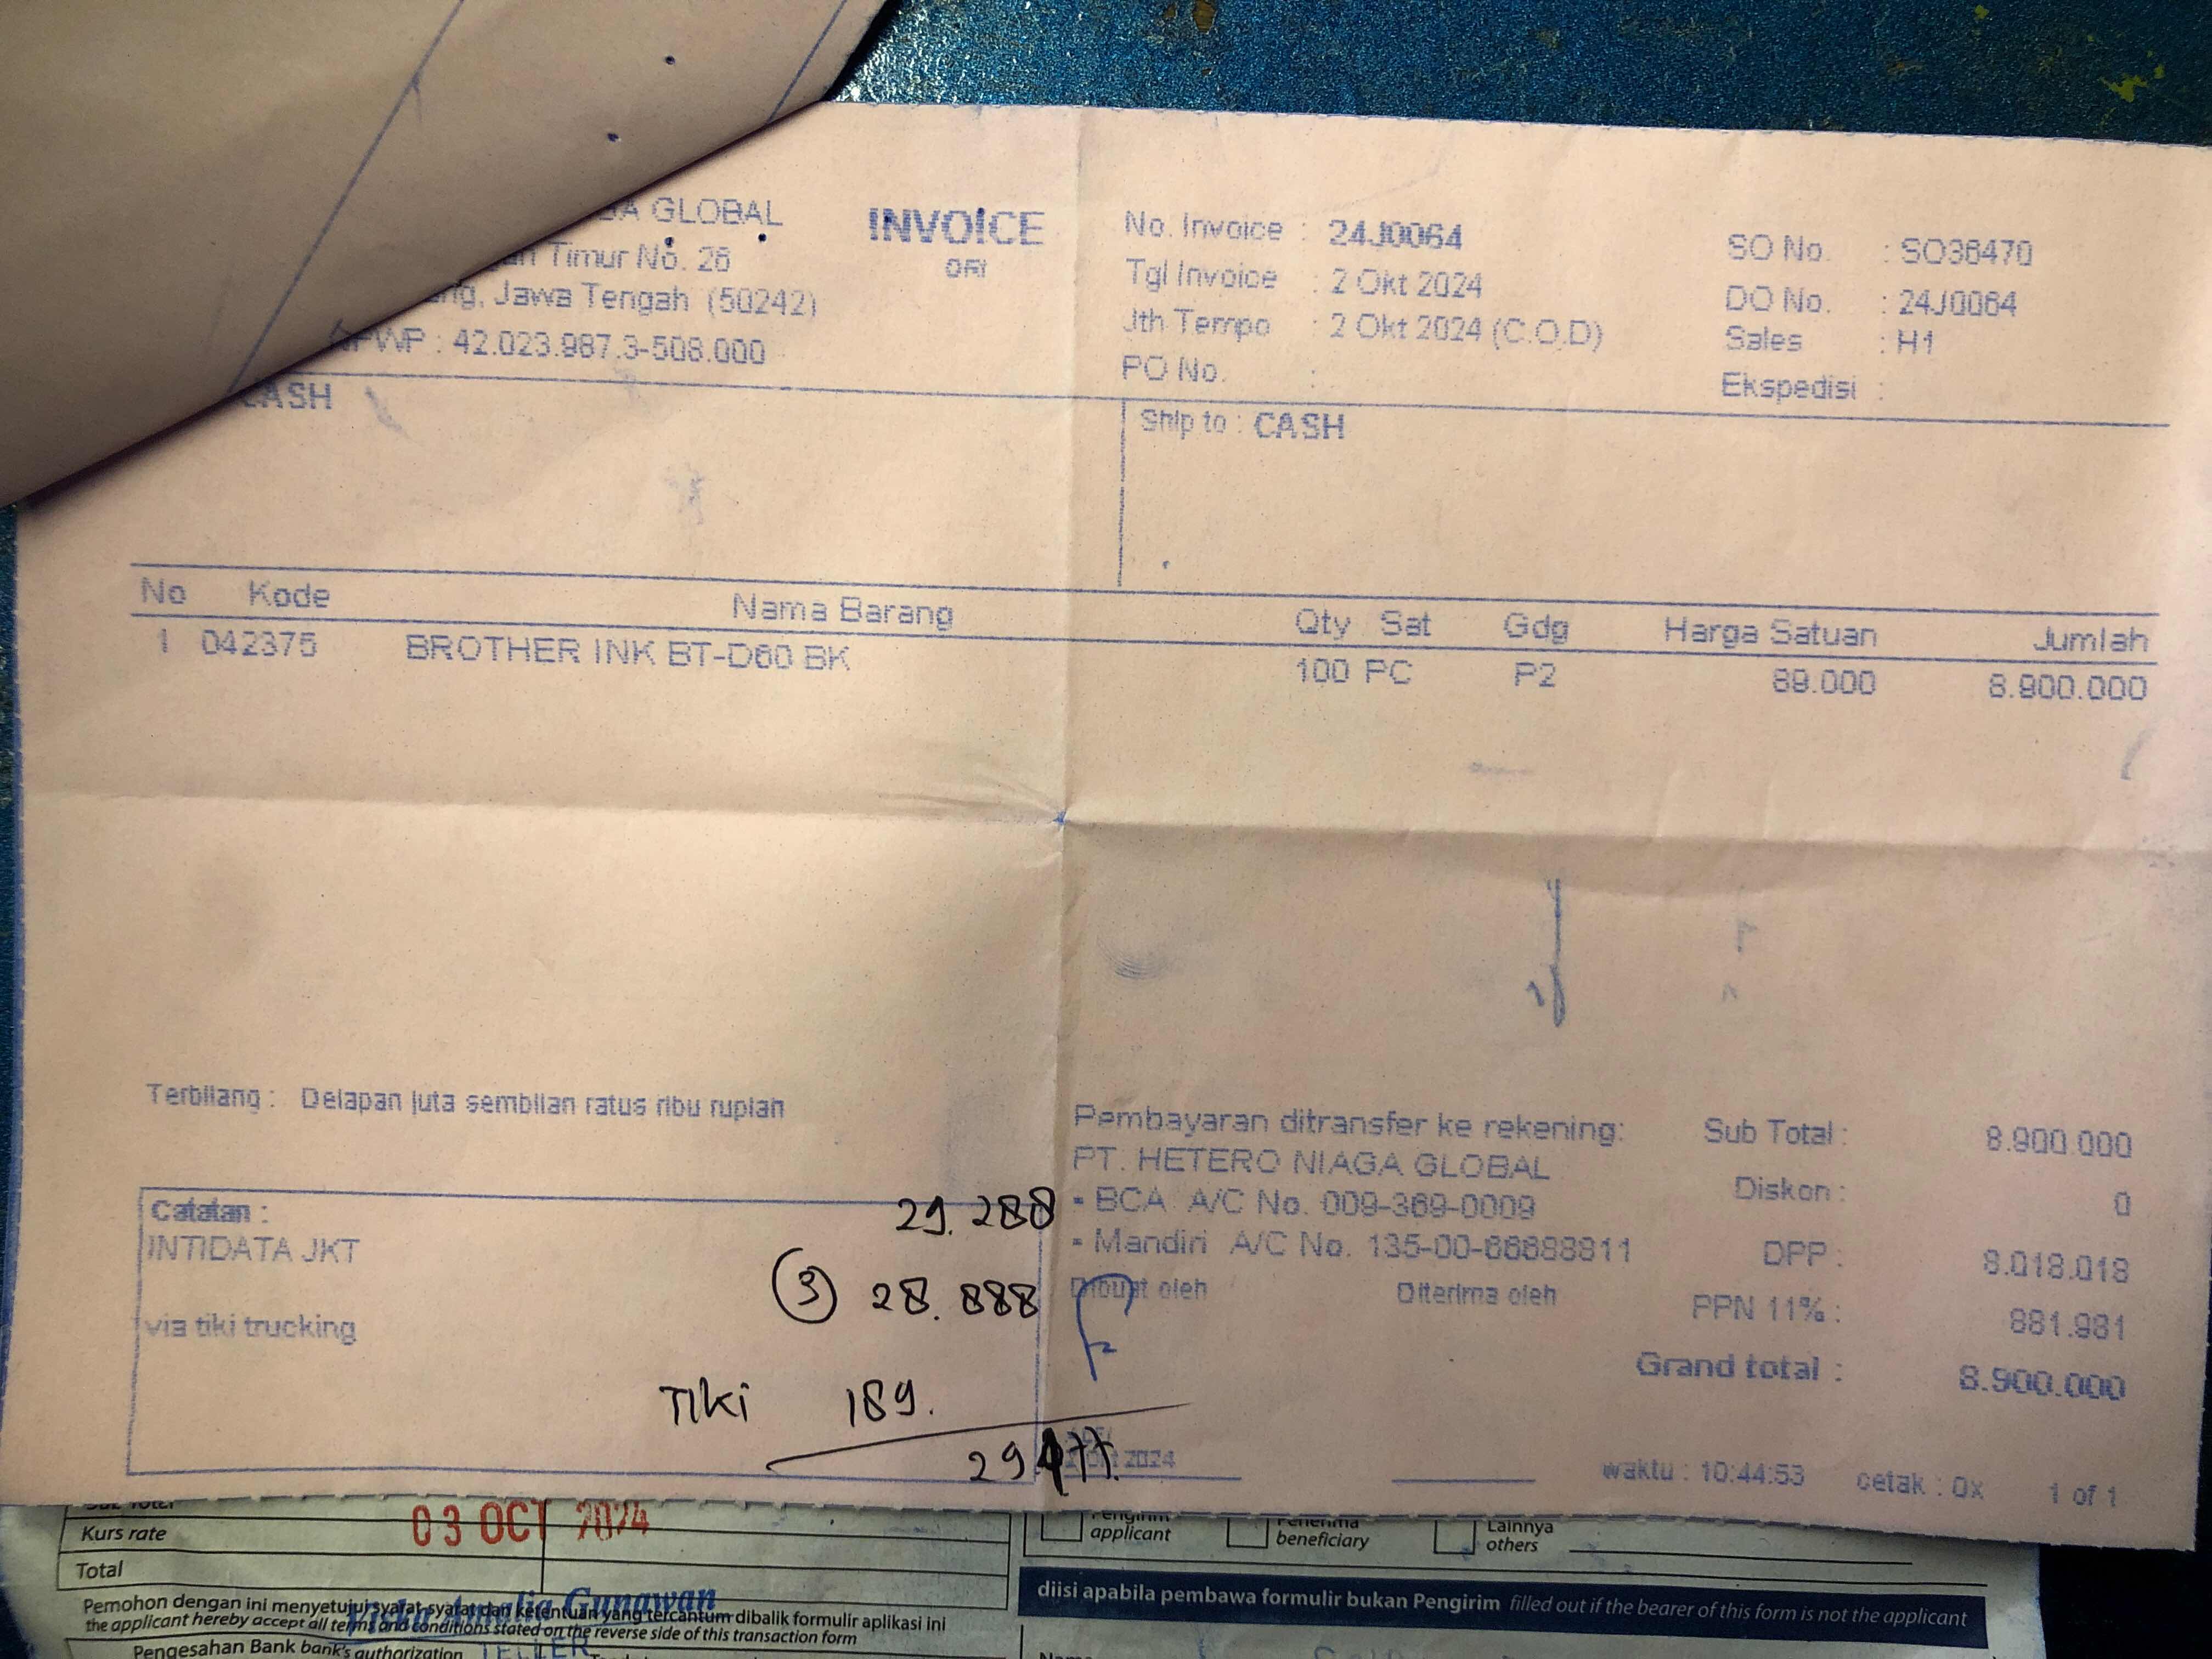 GLOBAL
INVOICE
ORI
Timur No. 26
Jawa Tengah (50242)
NPWP : 42.023.987.3-508.000
CASH
No. Invoice : 24J0064
Tgl Invoice : 2 Okt 2024
Jth Tempo : 2 Okt 2024 (C.O.D)
PO No. :
SO No. : SO36470
DO No. : 24J0064
Sales : H1
Ekspedisi :
Ship to : CASH
No Kode Nama Barang Qty Sat Gdg Harga Satuan Jumlah
1 042375 BROTHER INK BT-D60 BK 100 PC P2 89.000 8.900.000
Terbilang : Delapan juta sembilan ratus ribu rupiah
Catatan :
INTIDATA JKT
via tiki trucking
29.288
(3) 28.888
TIKI 189.
29477.
Pembayaran ditransfer ke rekening:
PT. HETERO NIAGA GLOBAL
- BCA A/C No. 009-369-0009
- Mandiri A/C No. 135-00-88688811
Dibuat oleh Diterima oleh
2024
Sub Total : 8.900.000
Diskon : 0
DPP : 8.018.018
PPN 11% : 881.981
Grand total : 8.900.000
waktu : 10:44:53 cetak : 0x 1 of 1
03 OCT 2024
Kurs rate
Total
Pengirim
applicant
Penerima
beneficiary
Lainnya
others
diisi apabila pembawa formulir bukan Pengirim filled out if the bearer of this form is not the applicant
Pemohon dengan ini menyetujui syarat-syarat dan ketentuan yang tercantum dibalik formulir aplikasi ini
the applicant hereby accept all terms and conditions stated on the reverse side of this transaction form
Viska Amalia Gunawan
TELLER
Pengesahan Bank bank's authorization